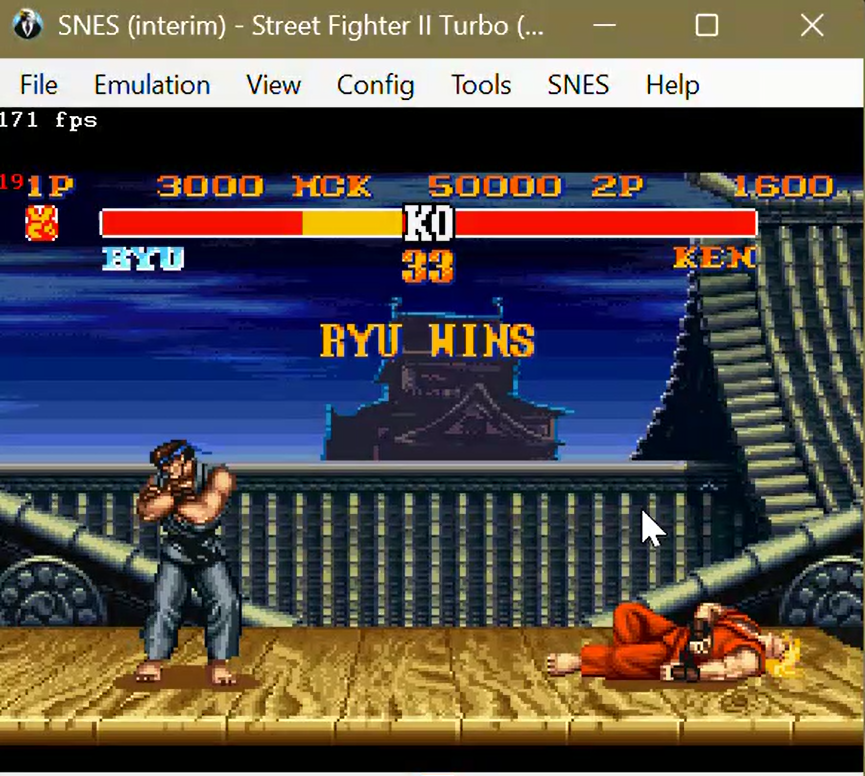 SNES (interim) - Street Fighter II Turbo (...
File Emulation View Config Tools SNES Help
171 fps
19
1P 3000 HGK 50000 2P 1600
KO
RYU 33 KEN
RYU WINS